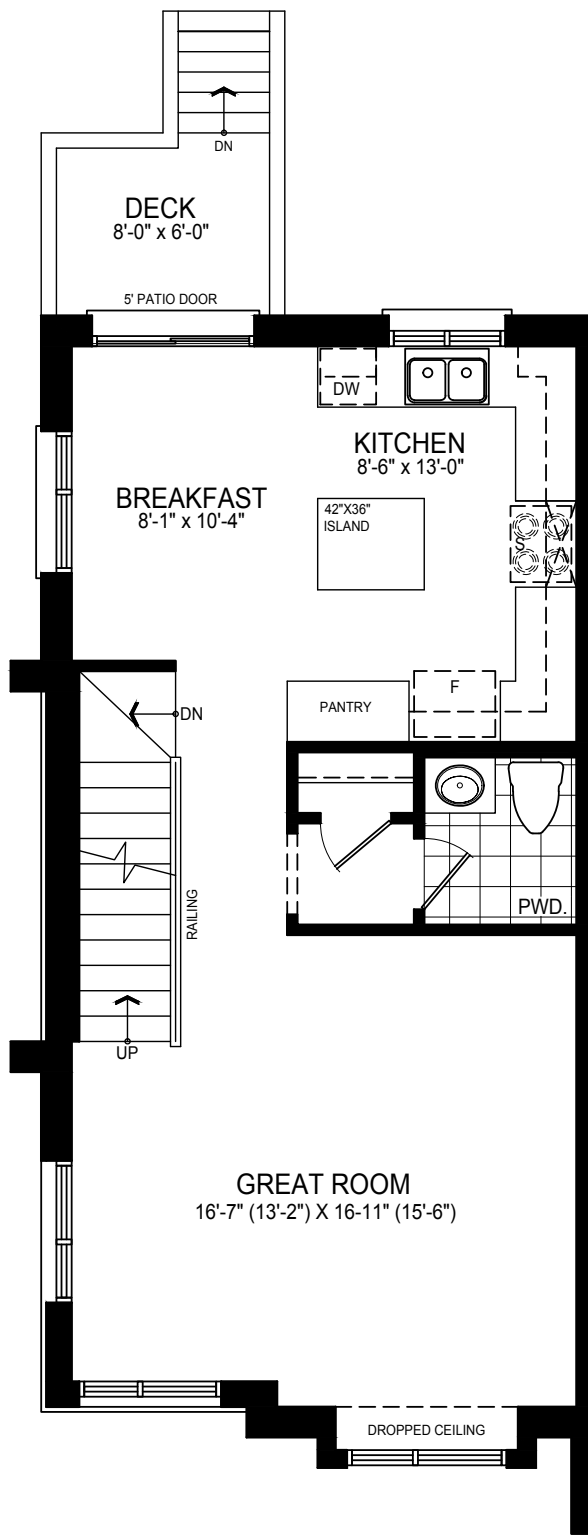 DN
DECK
8'-0" x 6'-0"
5' PATIO DOOR
DW
KITCHEN
8'-6" x 13'-0"
BREAKFAST
8'-1" x 10'-4"
42"X36"
ISLAND
S
F
PANTRY
DN
RAILING
PWD.
UP
GREAT ROOM
16'-7" (13'-2") X 16-11" (15'-6")
DROPPED CEILING